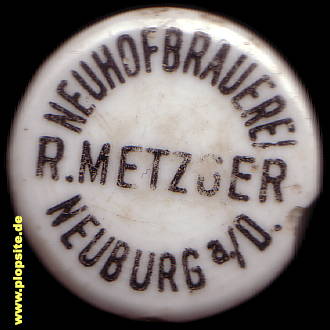 NEUHOFBRAUEREI
R. METZGER
NEUBURG a/D.
© www.plopsite.de